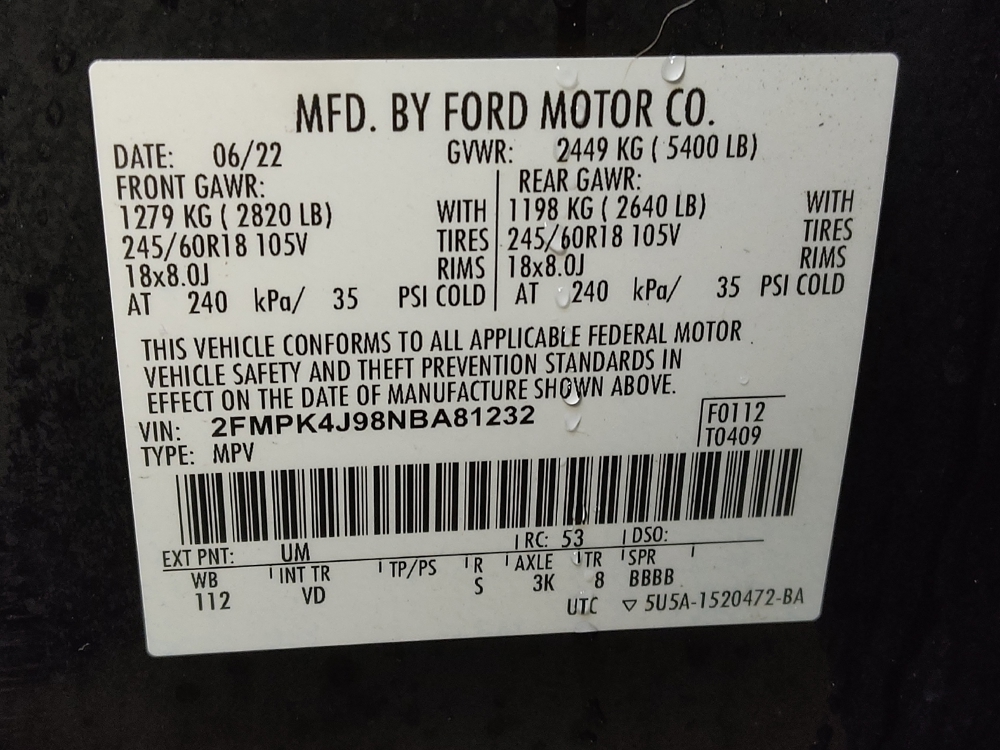 MFD. BY FORD MOTOR CO.
DATE: 06/22 GVWR: 2449 KG ( 5400 LB)
FRONT GAWR: REAR GAWR:
1279 KG ( 2820 LB) WITH 1198 KG ( 2640 LB) WITH
245/60R18 105V TIRES 245/60R18 105V TIRES
18x8.0J RIMS 18x8.0J RIMS
AT 240 kPa/ 35 PSI COLD AT 240 kPa/ 35 PSI COLD
THIS VEHICLE CONFORMS TO ALL APPLICABLE FEDERAL MOTOR
VEHICLE SAFETY AND THEFT PREVENTION STANDARDS IN
EFFECT ON THE DATE OF MANUFACTURE SHOWN ABOVE.
VIN: 2FMPK4J98NBA81232 F0112
TYPE: MPV T0409
EXT PNT: UM RC: 53 DSO:
WB INT TR TP/PS R AXLE TR SPR
112 VD S 3K 8 BBBB
UTC ▽ 5U5A-1520472-BA